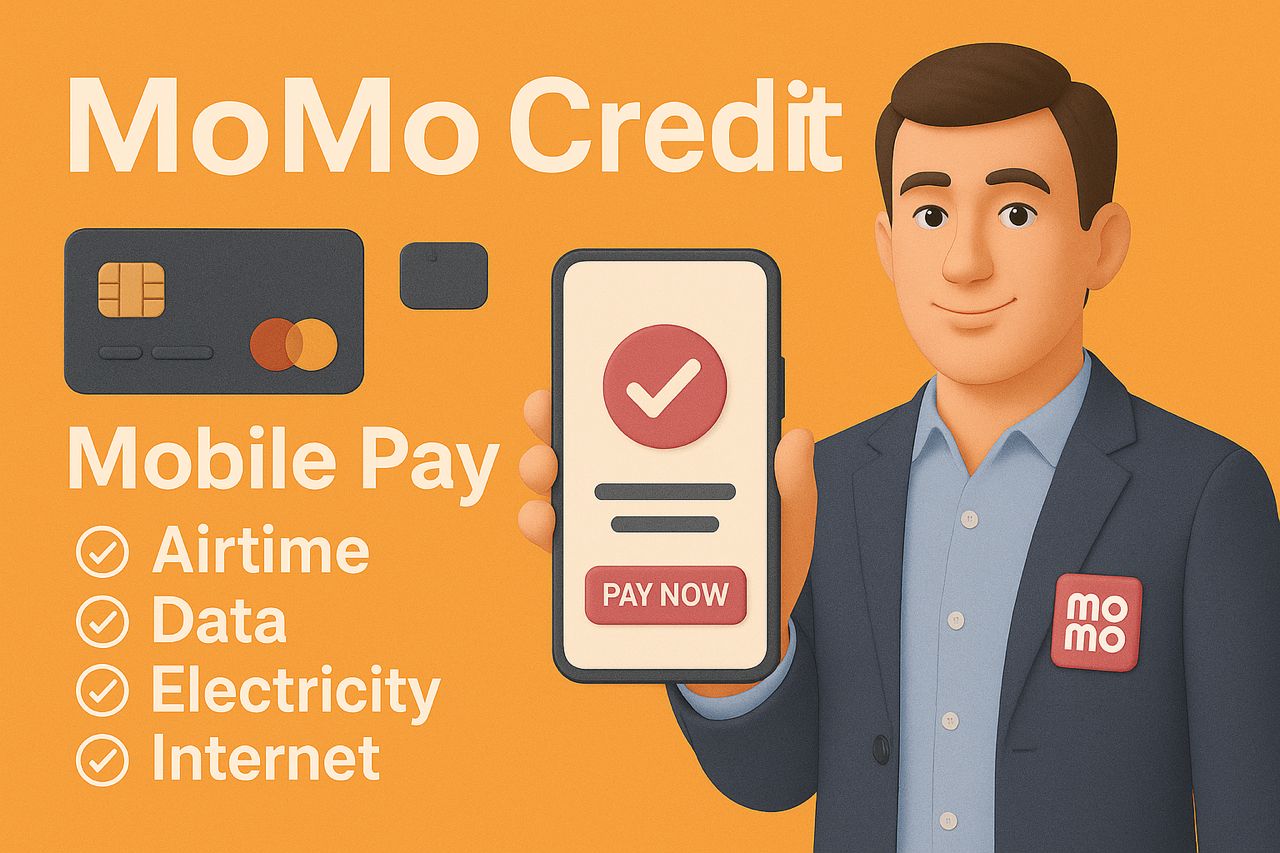 MoMo Credit
Mobile Pay
Airtime
Data
Electricity
Internet
PAY NOW
mo
mo